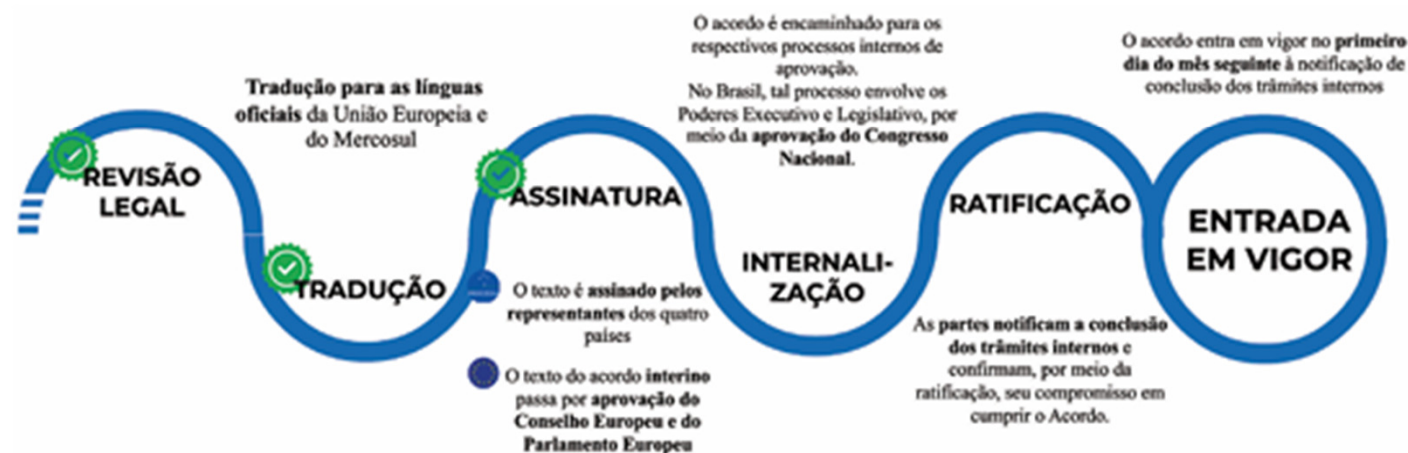 REVISÃO
LEGAL
Tradução para as línguas
oficiais da União Europeia e
do Mercosul
TRADUÇÃO
ASSINATURA
O texto é assinado pelos
representantes dos quatro
países
O texto do acordo interino
passa por aprovação do
Conselho Europeu e do
Parlamento Europeu
O acordo é encaminhado para os
respectivos processos internos de
aprovação.
No Brasil, tal processo envolve os
Poderes Executivo e Legislativo, por
meio da aprovação do Congresso
Nacional.
INTERNALI-
ZAÇÃO
RATIFICAÇÃO
As partes notificam a conclusão
dos trâmites internos e
confirmam, por meio da
ratificação, seu compromisso em
cumprir o Acordo.
O acordo entra em vigor no primeiro
dia do mês seguinte à notificação de
conclusão dos trâmites internos
ENTRADA
EM VIGOR